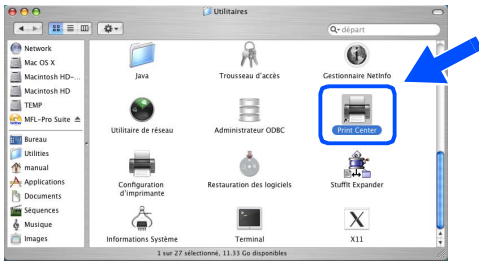 Utilitaires
départ
Network
Mac OS X
Macintosh HD-...
Macintosh HD
TEMP
MFL-Pro Suite
Bureau
Utilities
manual
Applications
Documents
Séquences
Musique
Images
Java
Trousseau d'accès
Gestionnaire NetInfo
Utilitaire de réseau
Administrateur ODBC
Print Center
Configuration
d'imprimante
Restauration des logiciels
StuffIt Expander
Informations Système
Terminal
X11
1 sur 27 sélectionné, 11.33 Go disponibles